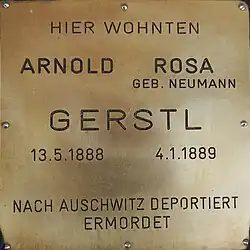 HIER WOHNTEN
ARNOLD ROSA
GEB. NEUMANN
GERSTL
13.5.1888 4.1.1889
NACH AUSCHWITZ DEPORTIERT
ERMORDET